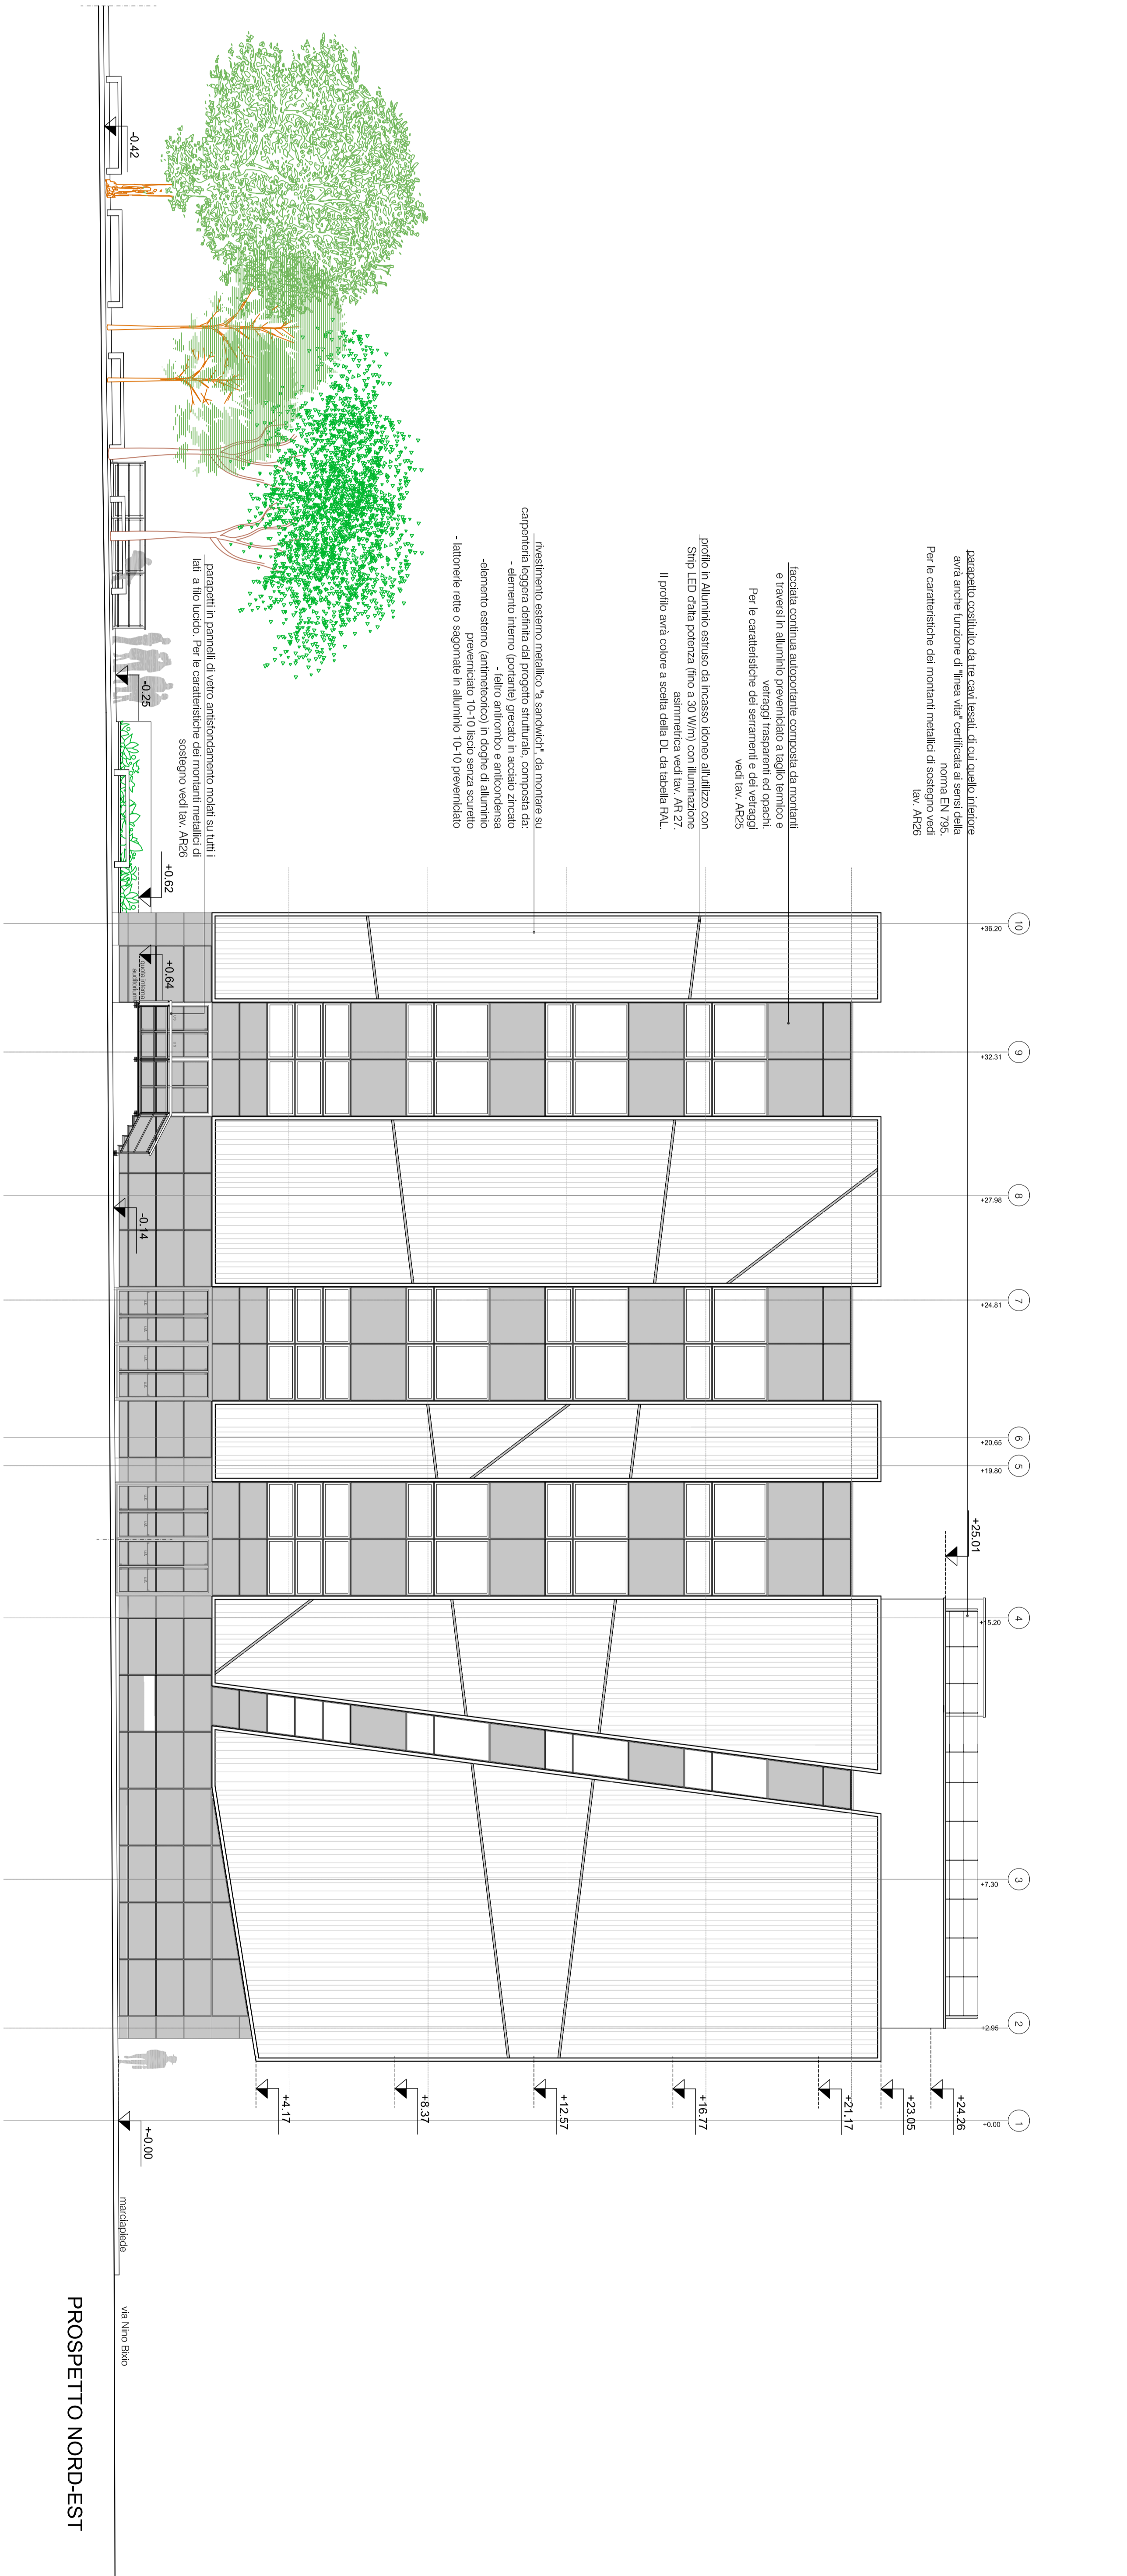 10
9
8
7
6
5
4
3
2
1
+36.20
+32.31
+27.98
+24.81
+20.65
+19.80
+15.20
+7.30
+2.95
+0.00
parapetto costituito da tre cavi tesati, di cui quello inferiore
avrà anche funzione di "linea vita" certificata ai sensi della
norma EN 795.
Per le caratteristiche dei montanti metallici di sostegno vedi
tav. AR26
+25.01
+24.26
+23.05
+21.17
+16.77
+12.57
+8.37
+4.17
+-0.00
facciata continua autoportante composta da montanti
e traversi in alluminio preverniciato a taglio termico e
vetraggi trasparenti ed opachi.
Per le caratteristiche dei serramenti e dei vetraggi
vedi tav. AR25
profilo in Alluminio estruso da incasso idoneo all'utilizzo con
Strip LED d'alta potenza (fino a 30 W/m) con illuminazione
asimmetrica vedi tav. AR 27.
Il profilo avrà colore a scelta della DL da tabella RAL.
rivestimento esterno metallico "a sandwich", da montare su
carpenteria leggera definita dal progetto strutturale, composta da:
- elemento interno (portante) grecato in acciaio zincato
- feltro antirombo e anticondensa
-elemento esterno (antimeteorico) in doghe di alluminio
preverniciato 10-10 liscio senza scuretto
- lattonerie rette o sagomate in alluminio 10-10 preverniciato
parapetti in pannelli di vetro antisfondamento molati su tutti i
lati a filo lucido. Per le caratteristiche dei montanti metallici di
sostegno vedi tav. AR26
-0.42
-0.25
+0.62
+0.64
quota interna
auditorium
-0.14
marciapiede
via Nino Bixio
PROSPETTO NORD-EST